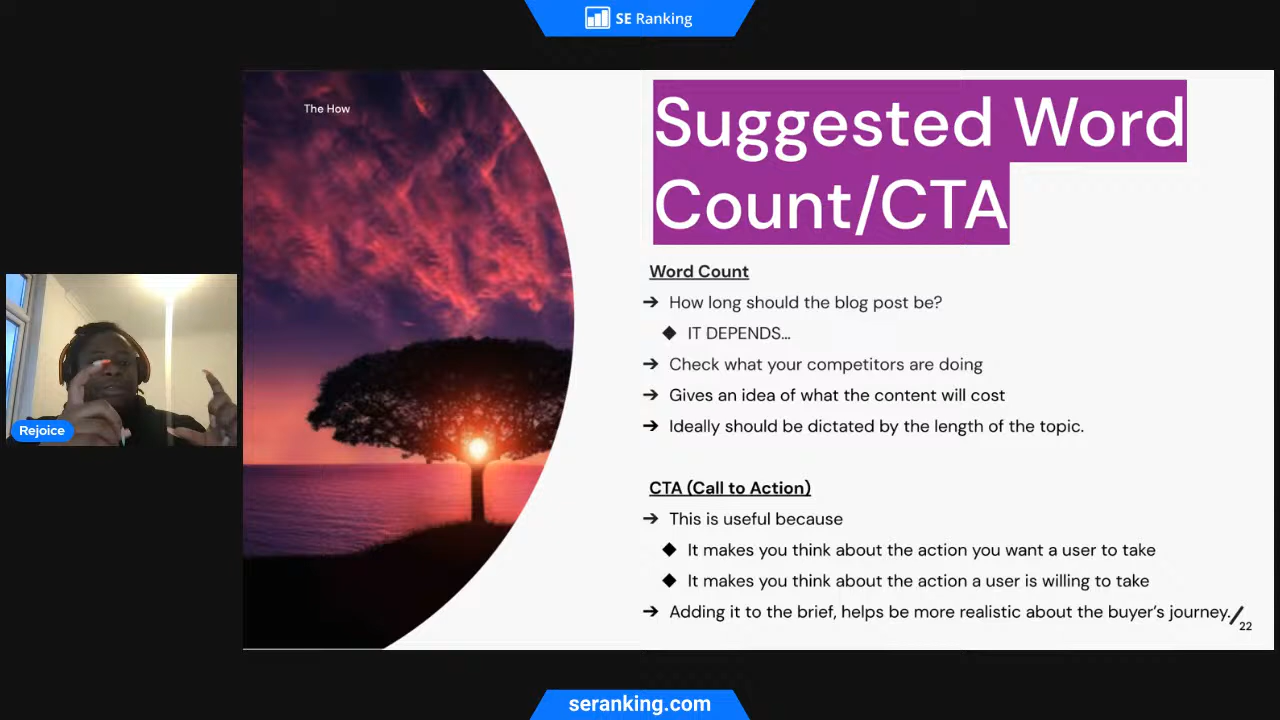 SE Ranking
The How
Suggested Word
Count/CTA
Word Count
➔ How long should the blog post be?
◆ IT DEPENDS...
➔ Check what your competitors are doing
➔ Gives an idea of what the content will cost
➔ Ideally should be dictated by the length of the topic.
CTA (Call to Action)
➔ This is useful because
◆ It makes you think about the action you want a user to take
◆ It makes you think about the action a user is willing to take
➔ Adding it to the brief, helps be more realistic about the buyer's journey.
22
Rejoice
seranking.com